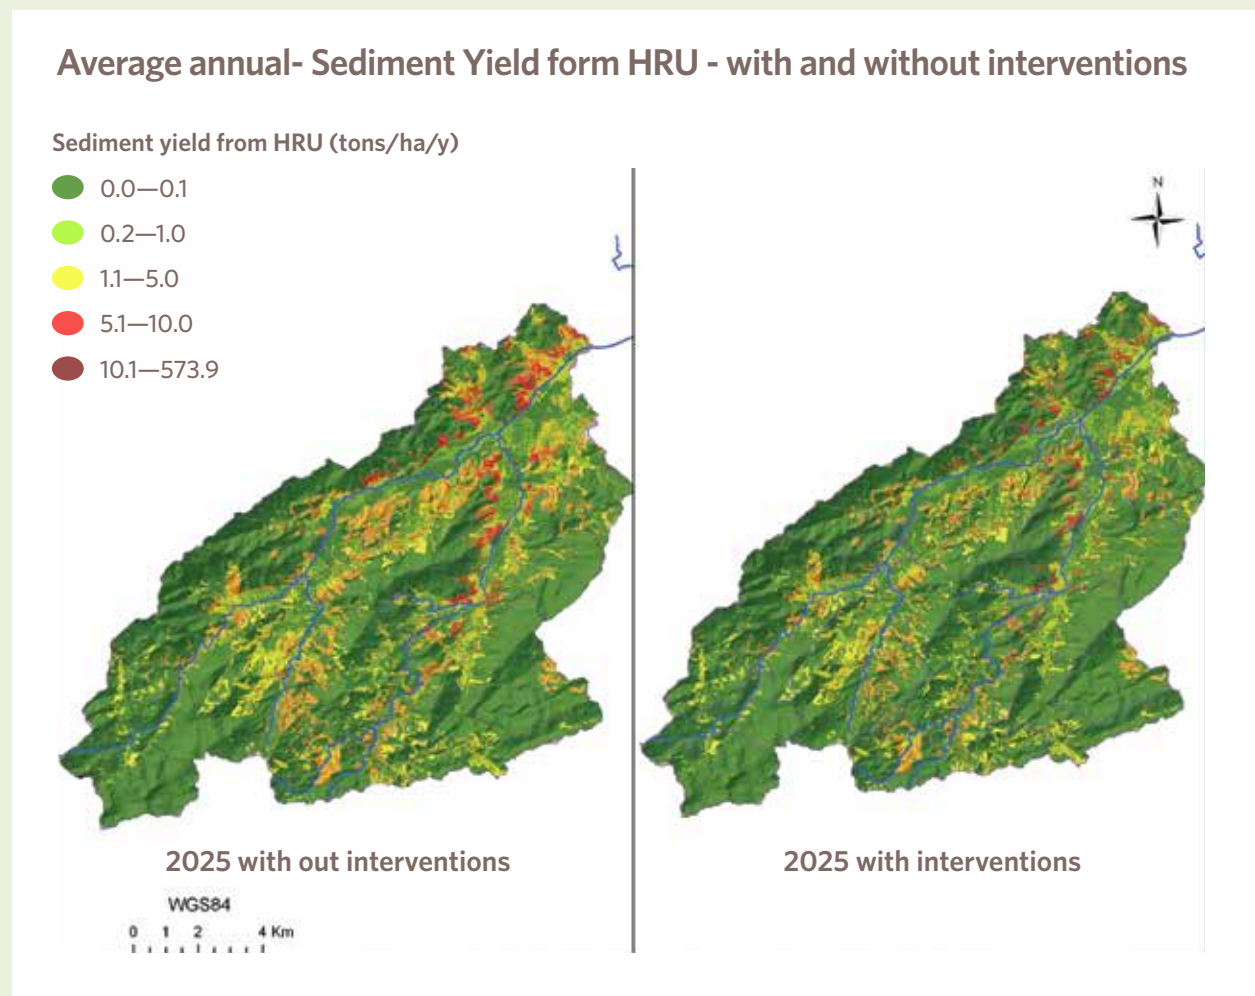 Average annual- Sediment Yield form HRU - with and without interventions
Sediment yield from HRU (tons/ha/y)
0.0—0.1
0.2—1.0
1.1—5.0
5.1—10.0
10.1—573.9
N
2025 with out interventions
2025 with interventions
WGS84
0 1 2 4 Km